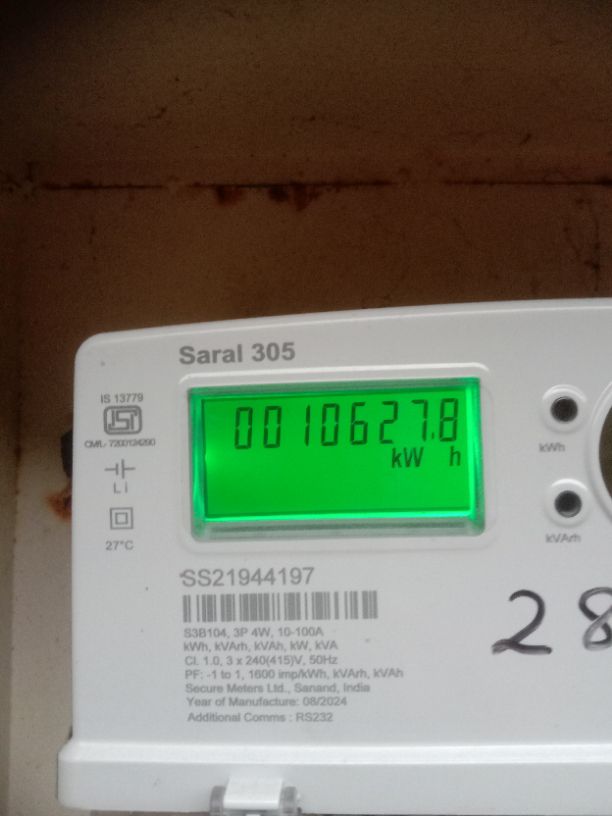 Saral 305
IS 13779
0010627.8
kW h
kWh
Li
27°C
kVArh
SS21944197
28
S3B104, 3P 4W, 10-100A
kWh, kVArh, kVAh, kW, kVA
Cl. 1.0, 3 x 240(415)V, 50Hz
PF: -1 to 1, 1600 imp/kWh, kVArh, kVAh
Secure Meters Ltd., Sanand, India
Year of Manufacture: 08/2024
Additional Comms : RS232